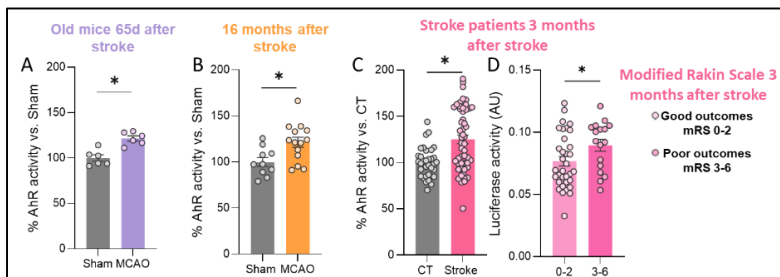 Old mice 65d after
stroke
16 months after
stroke
Stroke patients 3 months
after stroke
A
% AhR activity vs. Sham
200
150
100
50
0
*
Sham MCAO
B
% AhR activity vs. Sham
200
150
100
50
0
*
Sham MCAO
C
% AhR activity vs. CT
200
150
100
50
0
*
CT Stroke
D
Luciferase activity (AU)
0.15
0.10
0.05
0.00
*
0-2 3-6
Modified Rakin Scale 3
months after stroke
Good outcomes
mRS 0-2
Poor outcomes
mRS 3-6